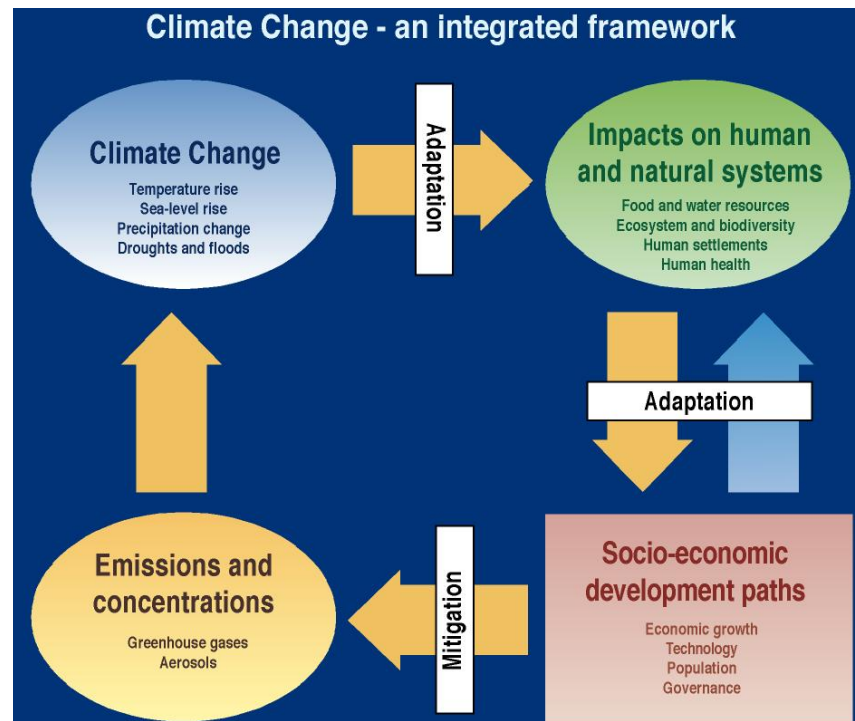 Climate Change - an integrated framework
Climate Change
Temperature rise
Sea-level rise
Precipitation change
Droughts and floods
Adaptation
Impacts on human
and natural systems
Food and water resources
Ecosystem and biodiversity
Human settlements
Human health
Adaptation
Emissions and
concentrations
Greenhouse gases
Aerosols
Mitigation
Socio-economic
development paths
Economic growth
Technology
Population
Governance